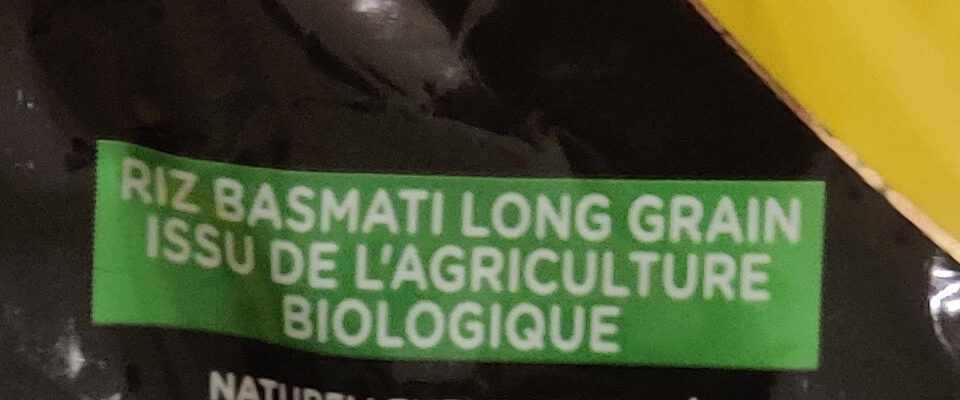 RIZ BASMATI LONG GRAIN
ISSU DE L'AGRICULTURE
BIOLOGIQUE